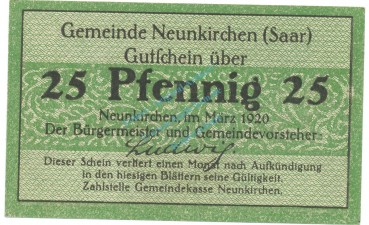 Gemeinde Neunkirchen (Saar)
Gutschein über
25 Pfennig 25
Neunkirchen, im März 1920
Der Bürgermeister und Gemeindevorsteher:
Ludwig
Dieser Schein verliert einen Monat nach Aufkündigung
in den hiesigen Blättern seine Gültigkeit.
Zahlstelle Gemeindekasse Neunkirchen.